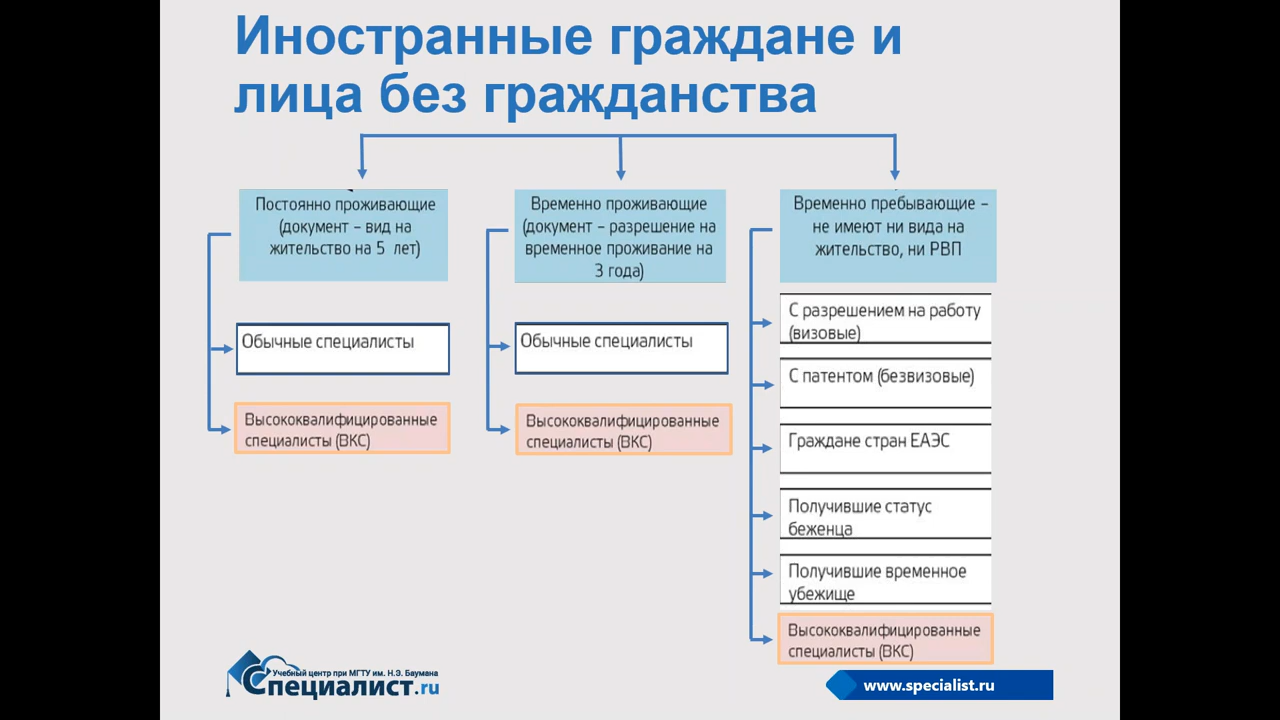 Иностранные граждане и
лица без гражданства
Постоянно проживающие
(документ – вид на
жительство на 5 лет)
Обычные специалисты
Высококвалифицированные
специалисты (ВКС)
Временно проживающие
(документ – разрешение на
временное проживание на
3 года)
Обычные специалисты
Высококвалифицированные
специалисты (ВКС)
Временно пребывающие –
не имеют ни вида на
жительство, ни РВП
С разрешением на работу
(визовые)
С патентом (безвизовые)
Граждане стран ЕАЭС
Получившие статус
беженца
Получившие временное
убежище
Высококвалифицированные
специалисты (ВКС)
Учебный центр при МГТУ им. Н.Э. Баумана
Специалист.ru
www.specialist.ru